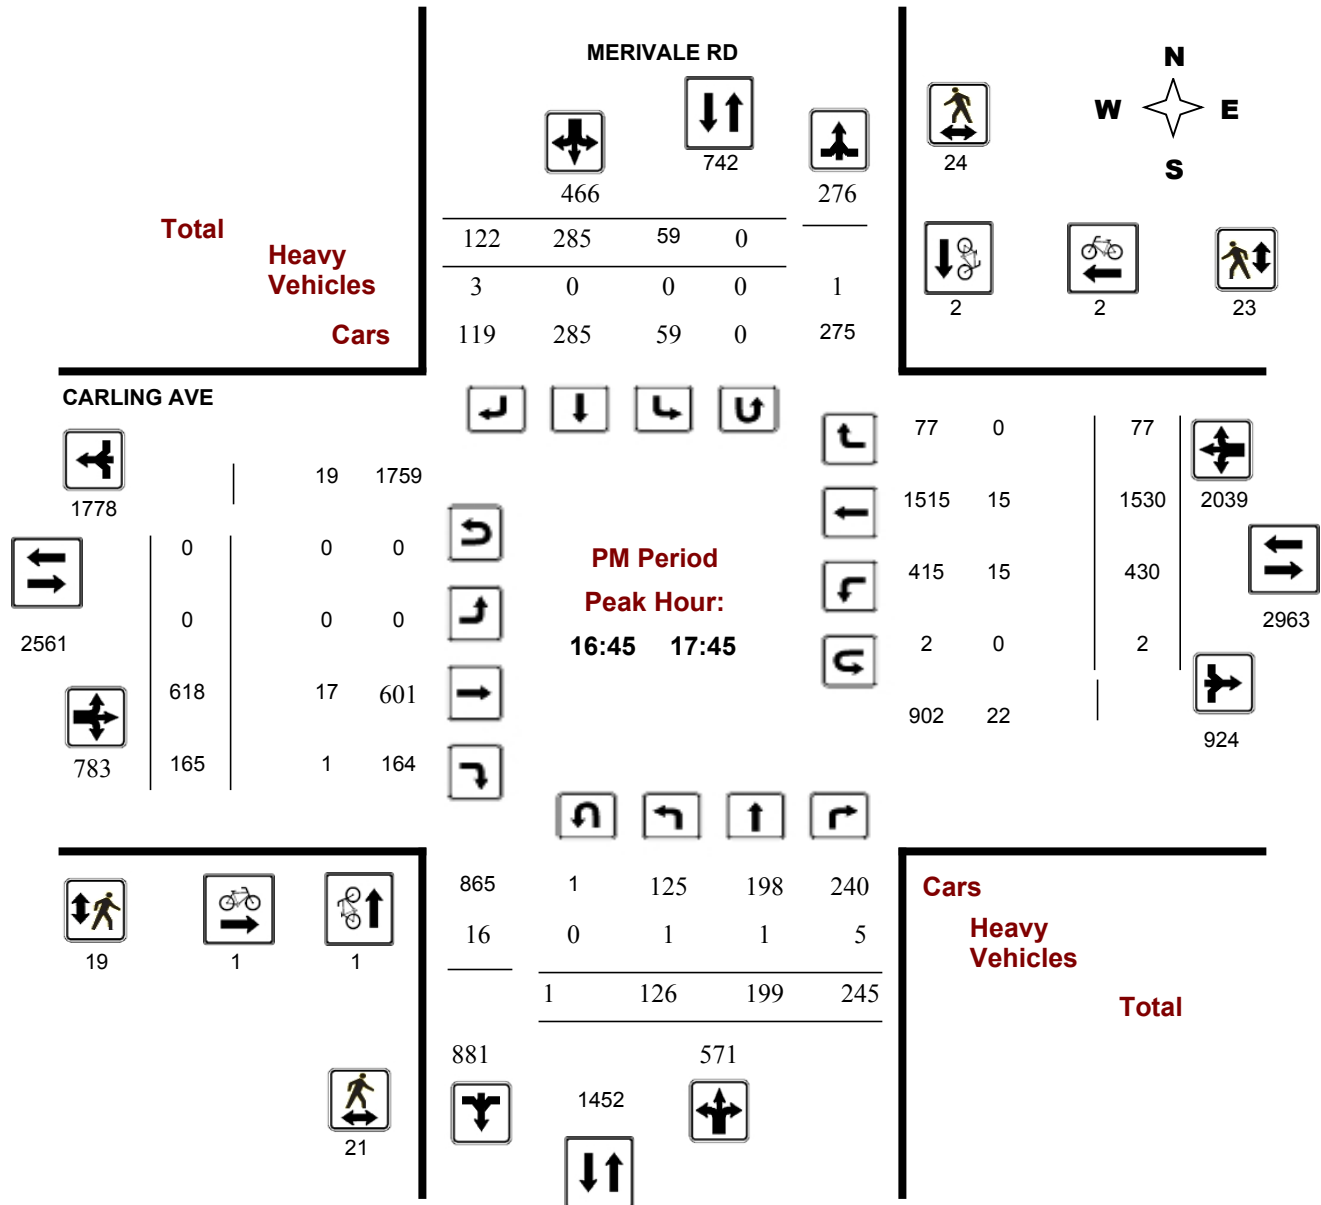 MERIVALE RD
N
W E
S
742
24
466
276
Total
122 285 59 0
Heavy
Vehicles
3 0 0 0 1
2 2 23
Cars
119 285 59 0 275
CARLING AVE
77 0 77
19 1759
1778
1515 15 1530 2039
0 0 0
PM Period
415 15 430
Peak Hour:
0 0 0
2963
2561
16:45 17:45
2 0 2
618 17 601
902 22
924
783 165 1 164
865 1 125 198 240
Cars
16 0 1 1 5
Heavy
Vehicles
19 1 1
1 126 199 245
Total
881 571
1452
21